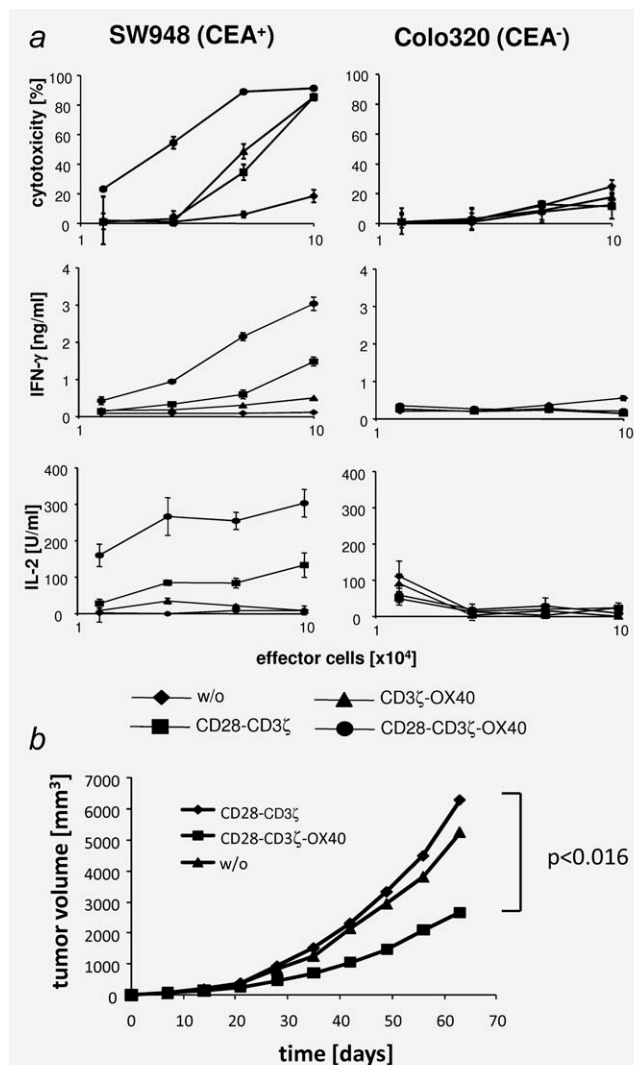 a
SW948 (CEA⁺)
Colo320 (CEA⁻)
cytotoxicity [%]
100
80
60
40
20
0
1
10
100
80
60
40
20
0
1
10
IFN-γ [ng/ml]
4
3
2
1
0
1
10
4
3
2
1
0
1
10
IL-2 [U/ml]
400
300
200
100
0
1
10
400
300
200
100
0
1
10
effector cells [x10⁴]
w/o
CD3ζ-OX40
CD28-CD3ζ
CD28-CD3ζ-OX40
b
tumor volume [mm³]
7000
6000
5000
4000
3000
2000
1000
0
CD28-CD3ζ
CD28-CD3ζ-OX40
w/o
p<0.016
0 10 20 30 40 50 60 70
time [days]